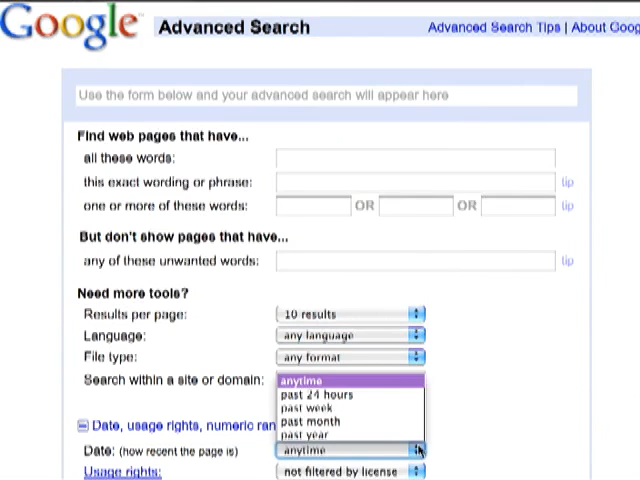 Google Advanced Search Advanced Search Tips | About Goog
Use the form below and your advanced search will appear here
Find web pages that have...
all these words:
this exact wording or phrase: tip
one or more of these words: OR OR tip
But don't show pages that have...
any of these unwanted words: tip
Need more tools?
Results per page: 10 results
Language: any language
File type: any format
Search within a site or domain: anytime
past 24 hours
past week
past month
past year
Date, usage rights, numeric ran
Date: (how recent the page is) anytime
Usage rights: not filtered by license